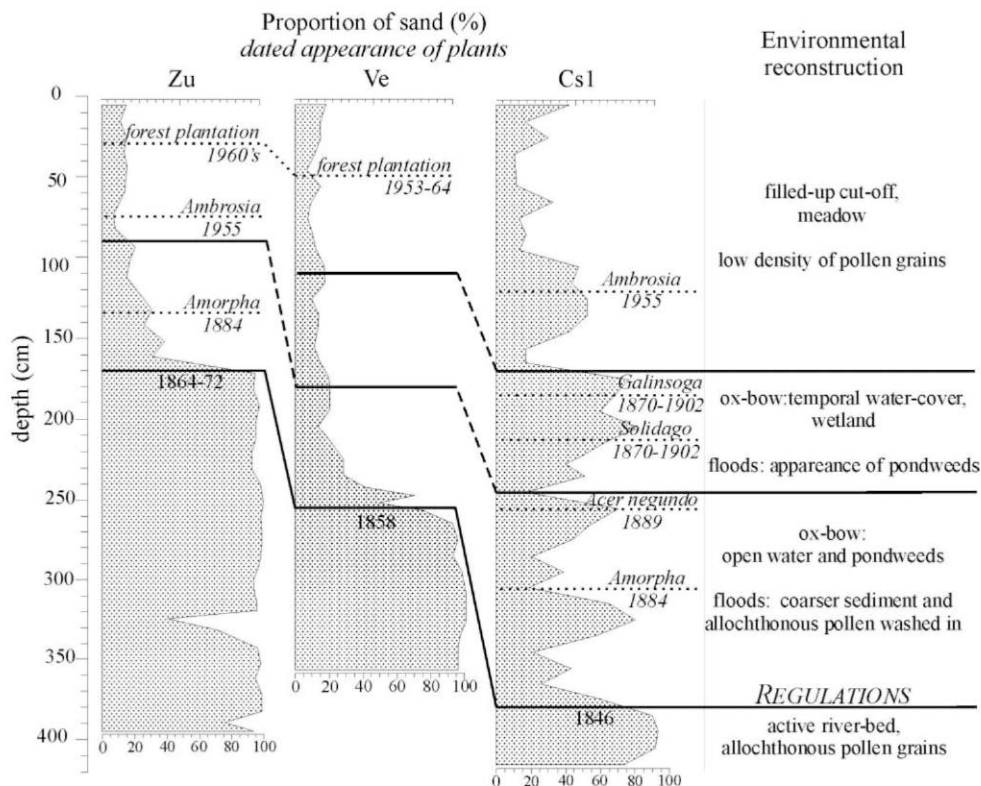 Proportion of sand (%)
dated appearance of plants
Environmental
reconstruction
Zu
Ve
Cs1
depth (cm)
0
50
100
150
200
250
300
350
400
forest plantation
1960's
Ambrosia
1955
Amorpha
1884
1864-72
0 20 40 60 80 100
forest plantation
1953-64
1858
0 20 40 60 80 100
Ambrosia
1955
Galinsoga
1870-1902
Solidago
1870-1902
Acer negundo
1889
Amorpha
1884
1846
0 20 40 60 80 100
filled-up cut-off,
meadow
low density of pollen grains
ox-bow:temporal water-cover,
wetland
floods: appareance of pondweeds
ox-bow:
open water and pondweeds
floods: coarser sediment and
allochthonous pollen washed in
REGULATIONS
active river-bed,
allochthonous pollen grains